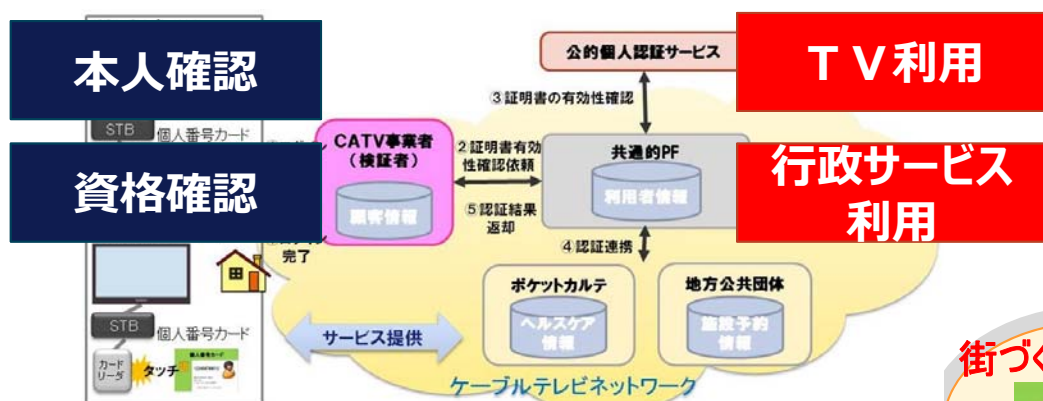 本人確認
公的個人認証サービス
ＴＶ利用
③証明書の有効性確認
STB
個人番号カード
CATV事業者
（検証者）
②証明書有効
性確認依頼
共通的PF
行政サービス
利用
資格確認
顧客情報
利用者情報
⑤認証結果
返却
完了
④認証連携
ポケットカルテ
地方公共団体
ヘルスケア
情報
施設予約
情報
STB
個人番号カード
サービス提供
カード
リーダ
タッチ
個人番号カード
ケーブルテレビネットワーク
街づく